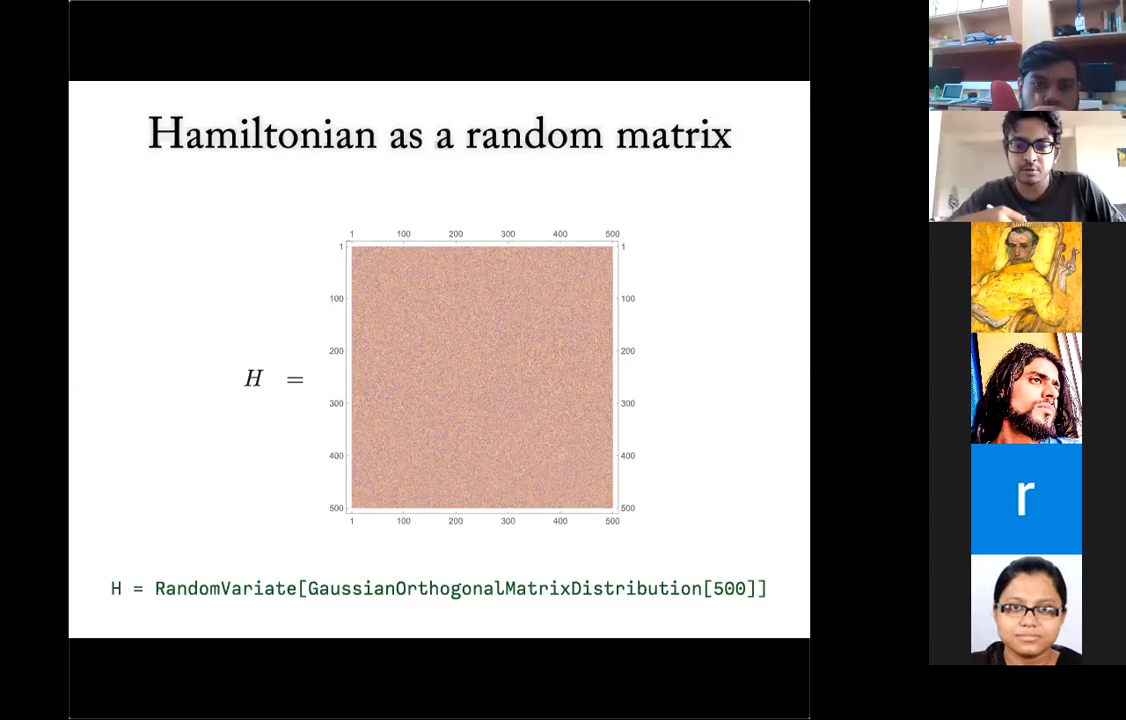 Hamiltonian as a random matrix
1 100 200 300 400 500
1 1
100 100
200 200
H = 300 300
400 400
500 500
1 100 200 300 400 500
H = RandomVariate[GaussianOrthogonalMatrixDistribution[500]]
r